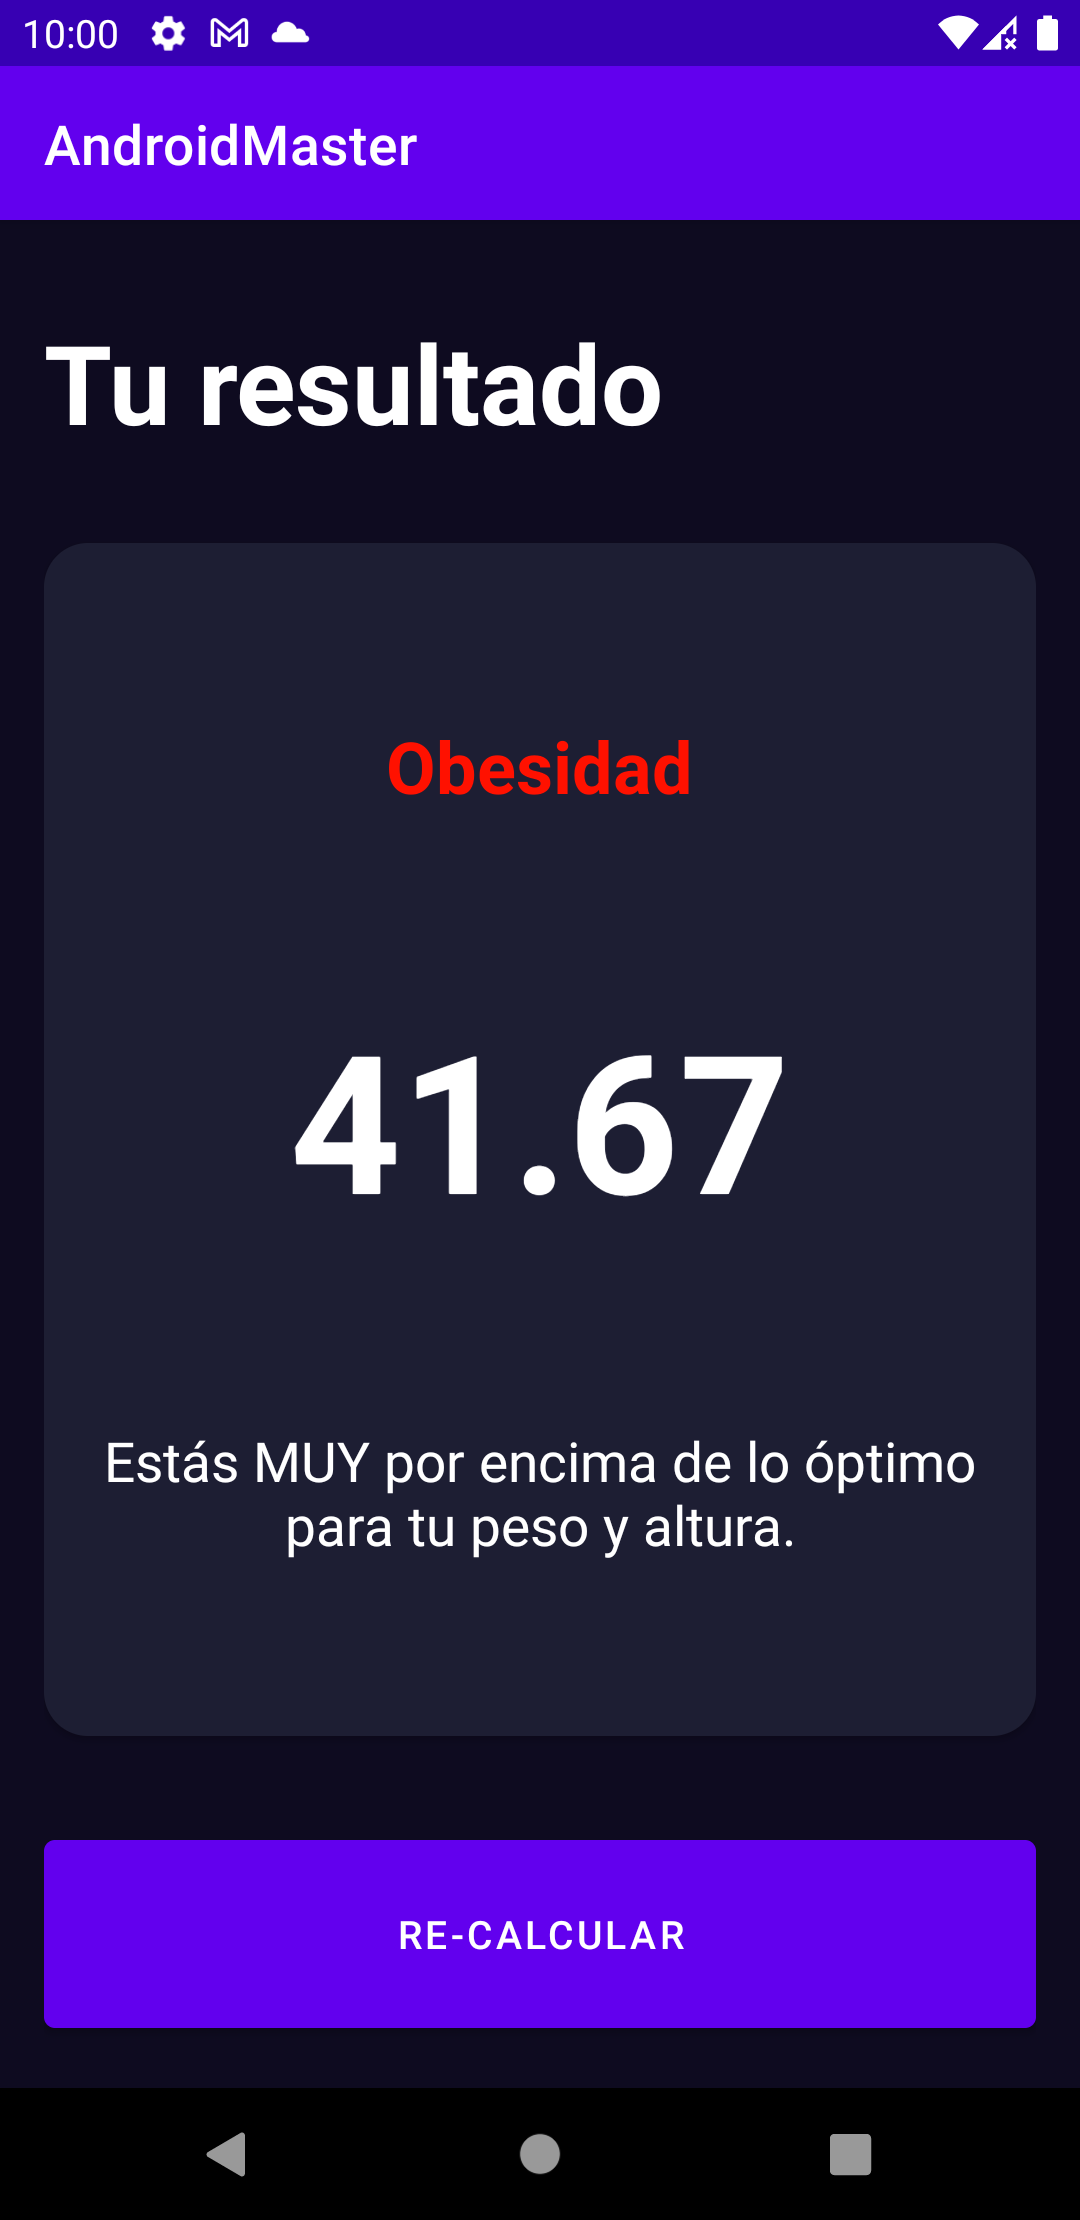 10:00
AndroidMaster
Tu resultado
Obesidad
41.67
Estás MUY por encima de lo óptimo
para tu peso y altura.
RE-CALCULAR